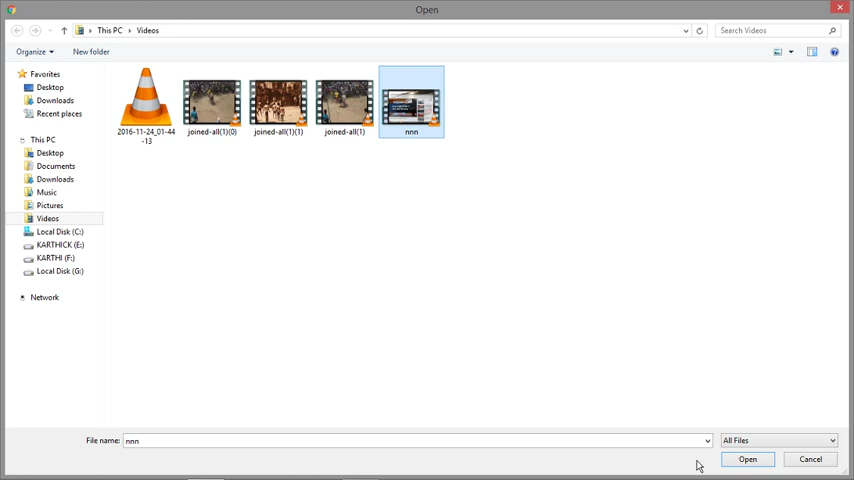 Open
This PC
Videos
Search Videos
Organize
New folder
Favorites
Desktop
Downloads
Recent places
This PC
Desktop
Documents
Downloads
Music
Pictures
Videos
Local Disk (C:)
KARTHICK (E:)
KARTHI (F:)
Local Disk (G:)
Network
2016-11-24_01-44
-13
joined-all(1)(0)
joined-all(1)(1)
joined-all(1)
nnn
File name:
nnn
All Files
Open
Cancel